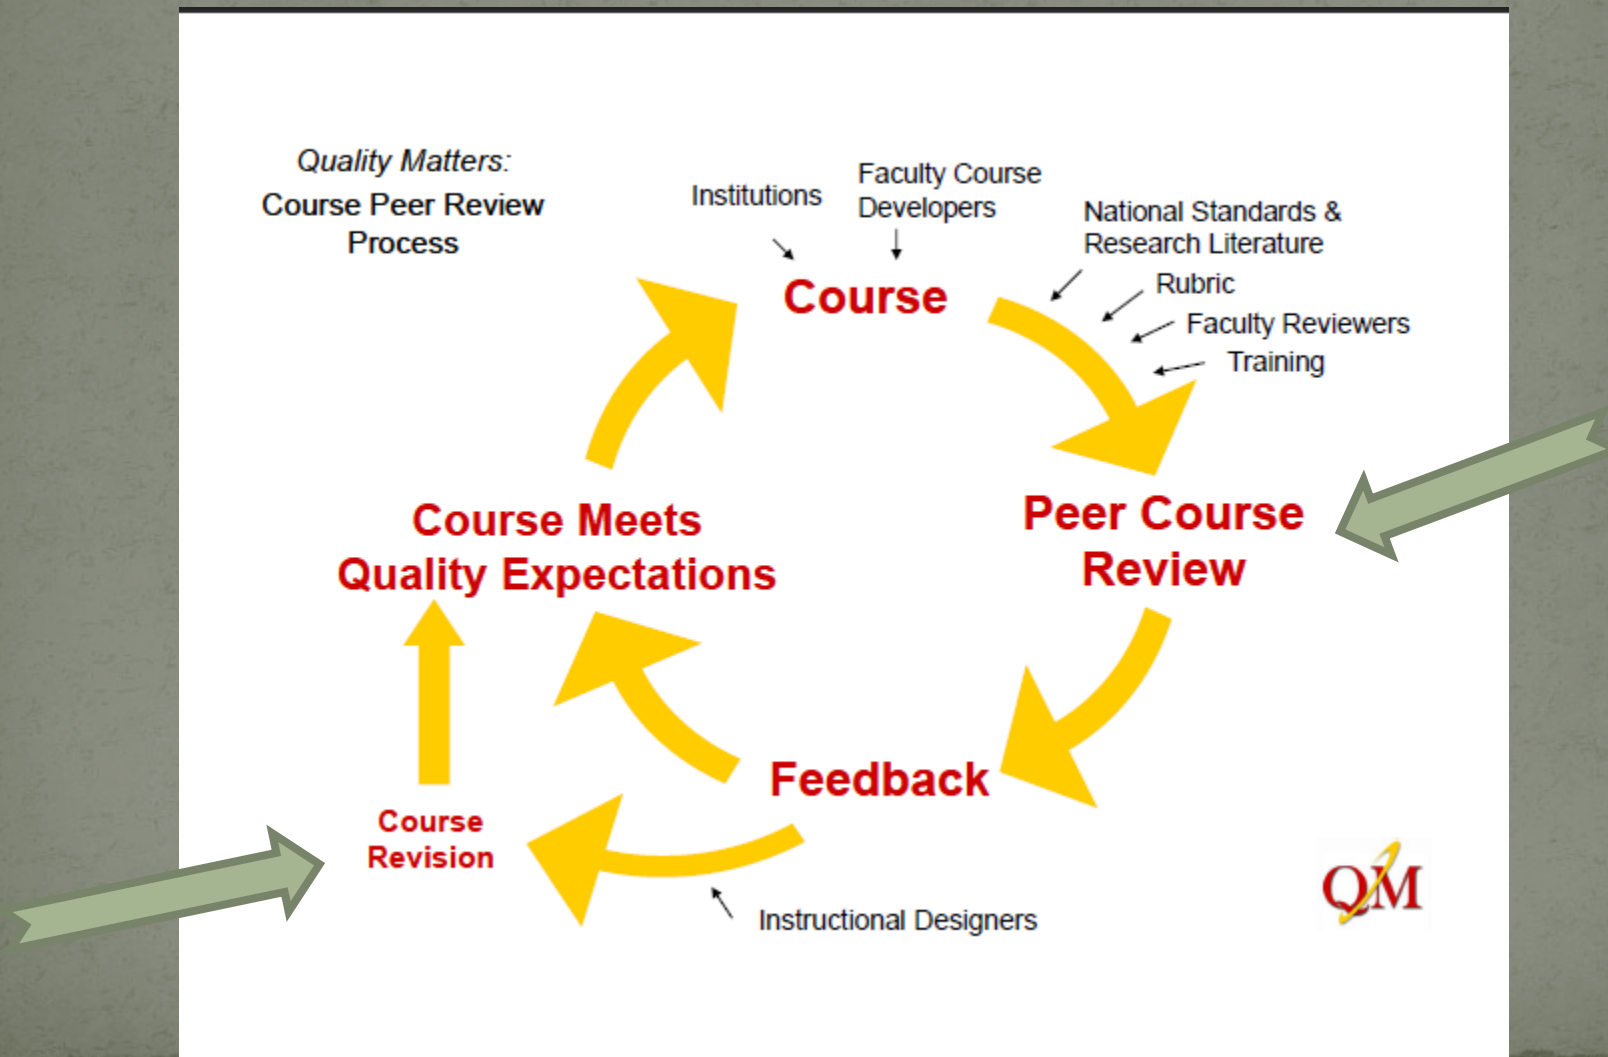 Quality Matters:
Course Peer Review
Process
Institutions
Faculty Course
Developers
National Standards &
Research Literature
Rubric
Faculty Reviewers
Training
Course
Peer Course
Review
Feedback
Instructional Designers
Course
Revision
Course Meets
Quality Expectations
QM